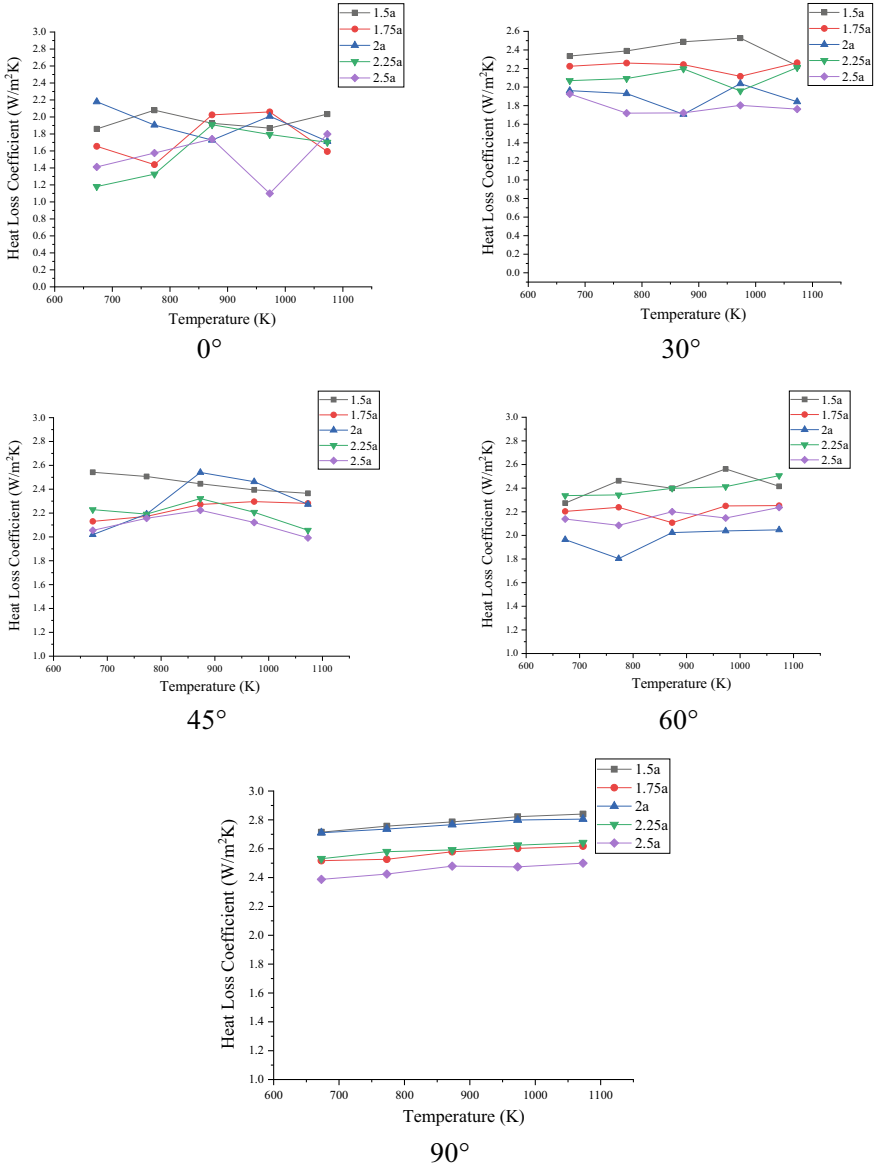 1.5a
1.75a
2a
2.25a
2.5a
3.0
2.8
2.6
2.4
2.2
2.0
1.8
1.6
1.4
1.2
1.0
0.8
0.6
0.4
0.2
0.0
Heat Loss Coefficient (W/m²K)
600 700 800 900 1000 1100
Temperature (K)
0°
1.5a
1.75a
2a
2.25a
2.5a
2.6
2.4
2.2
2.0
1.8
1.6
1.4
1.2
1.0
0.8
0.6
0.4
0.2
0.0
Heat Loss Coefficient (W/m²K)
600 700 800 900 1000 1100
Temperature (K)
30°
1.5a
1.75a
2a
2.25a
2.5a
3.0
2.8
2.6
2.4
2.2
2.0
1.8
1.6
1.4
1.2
1.0
Heat Loss Coefficient (W/m²K)
600 700 800 900 1000 1100
Temperature (K)
45°
1.5a
1.75a
2a
2.25a
2.5a
3.0
2.8
2.6
2.4
2.2
2.0
1.8
1.6
1.4
1.2
1.0
Heat Loss Coefficient (W/m²K)
600 700 800 900 1000 1100
Temperature (K)
60°
1.5a
1.75a
2a
2.25a
2.5a
3.0
2.8
2.6
2.4
2.2
2.0
1.8
1.6
1.4
1.2
1.0
Heat Loss Coefficient (W/m²K)
600 700 800 900 1000 1100
Temperature (K)
90°